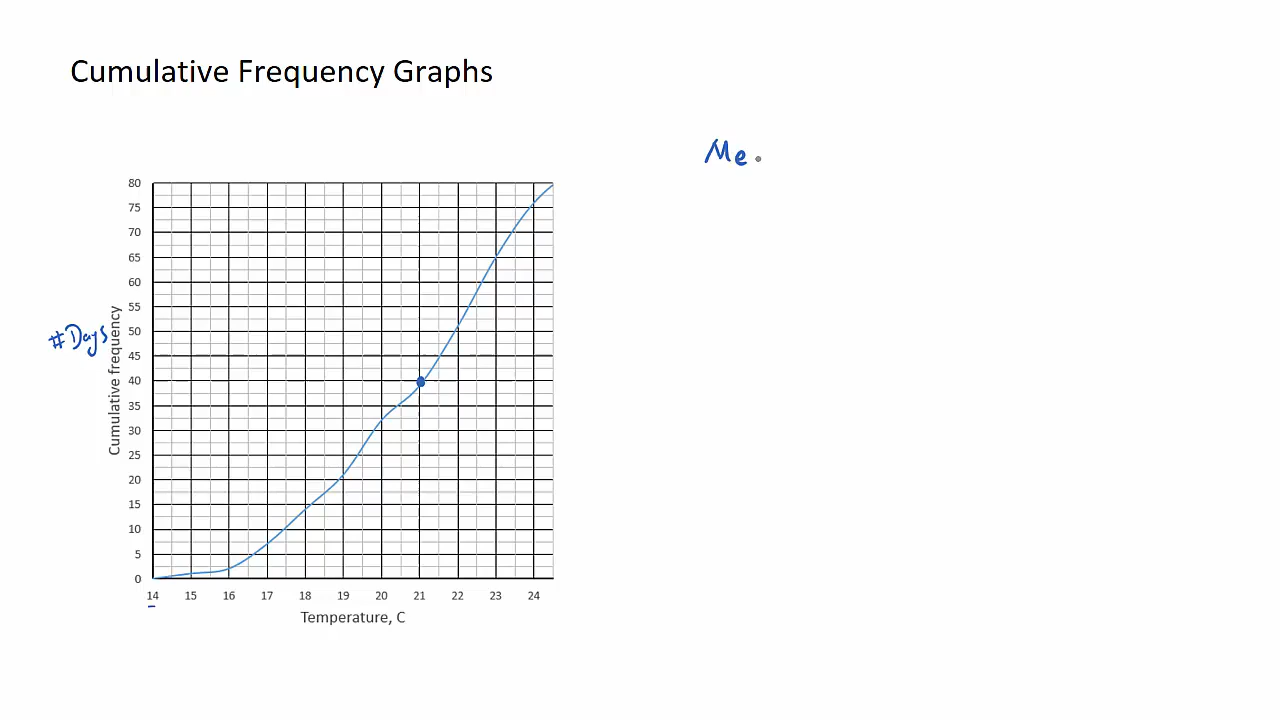 Cumulative Frequency Graphs
Me
80
75
70
65
60
55
50
45
40
35
30
25
20
15
10
5
0
#Days
Cumulative frequency
14 15 16 17 18 19 20 21 22 23 24
Temperature, C